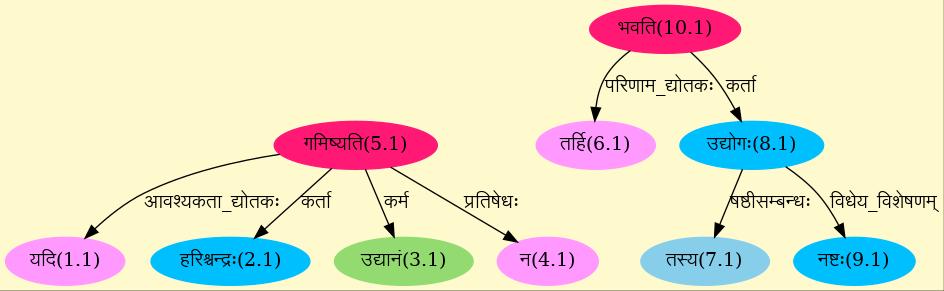 भवति(10.1)
परिणाम_द्योतकः कर्ता
गमिष्यति(5.1) तर्हि(6.1) उद्योगः(8.1)
आवश्यकता_द्योतकः कर्ता कर्म प्रतिषेधः षष्ठीसम्बन्धः विधेय_विशेषणम्
यदि(1.1) हरिश्चन्द्रः(2.1) उद्यानं(3.1) न(4.1) तस्य(7.1) नष्टः(9.1)